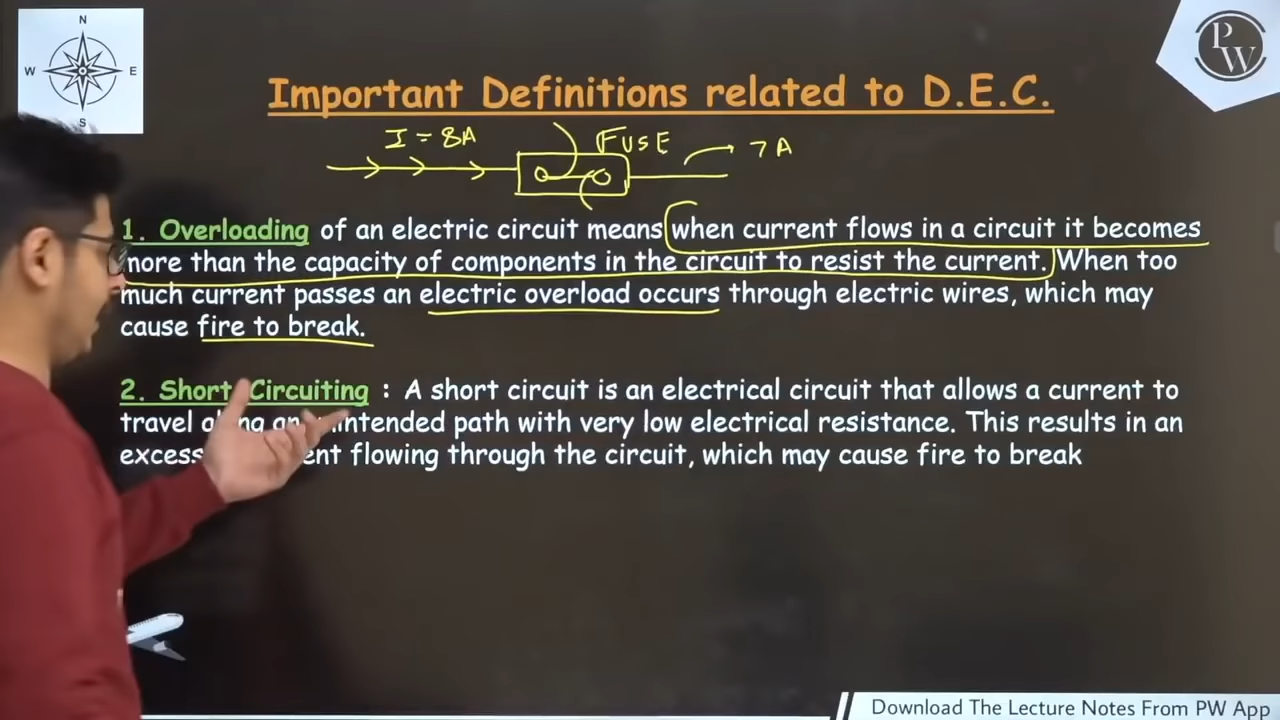 N
W E
S
PW
Important Definitions related to D.E.C.
I = 8A FUSE 7A
1. Overloading of an electric circuit means when current flows in a circuit it becomes
more than the capacity of components in the circuit to resist the current. When too
much current passes an electric overload occurs through electric wires, which may
cause fire to break.
2. Short Circuiting : A short circuit is an electrical circuit that allows a current to
travel along an unintended path with very low electrical resistance. This results in an
flowing through the circuit, which may cause fire to break
Download The Lecture Notes From PW App